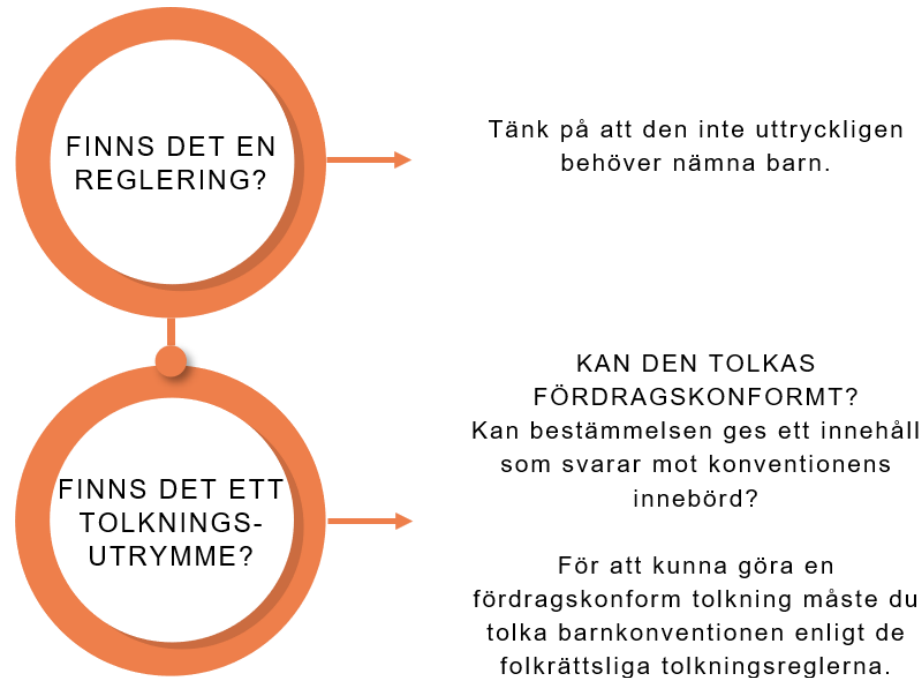 FINNS DET EN
REGLERING?
Tänk på att den inte uttryckligen
behöver nämna barn.
FINNS DET ETT
TOLKNINGS-
UTRYMME?
KAN DEN TOLKAS
FÖRDRAGSKONFORMT?
Kan bestämmelsen ges ett innehåll
som svarar mot konventionens
innebörd?
För att kunna göra en
fördragskonform tolkning måste du
tolka barnkonventionen enligt de
folkrättsliga tolkningsreglerna.